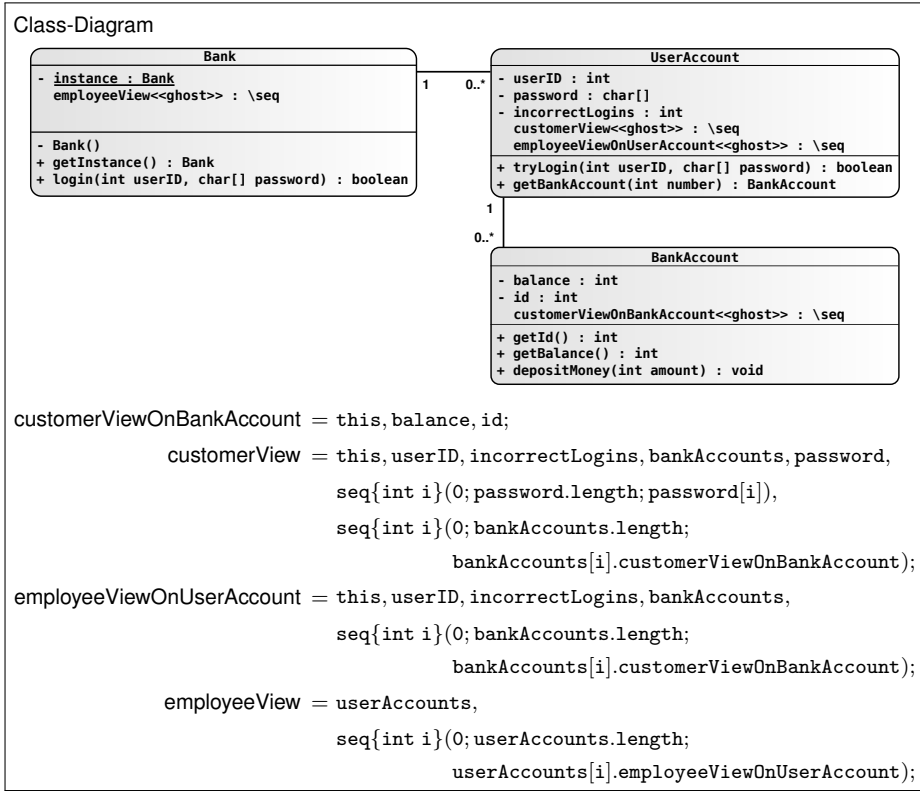 Class-Diagram
Bank
- instance : Bank
employeeView<<ghost>> : \seq
- Bank()
+ getInstance() : Bank
+ login(int userID, char[] password) : boolean
1
0..*
UserAccount
- userID : int
- password : char[]
- incorrectLogins : int
customerView<<ghost>> : \seq
employeeViewOnUserAccount<<ghost>> : \seq
+ tryLogin(int userID, char[] password) : boolean
+ getBankAccount(int number) : BankAccount
1
0..*
BankAccount
- balance : int
- id : int
customerViewOnBankAccount<<ghost>> : \seq
+ getId() : int
+ getBalance() : int
+ depositMoney(int amount) : void
customerViewOnBankAccount = this, balance, id;
customerView = this, userID, incorrectLogins, bankAccounts, password,
seq{int i}(0; password.length; password[i]),
seq{int i}(0; bankAccounts.length;
bankAccounts[i].customerViewOnBankAccount);
employeeViewOnUserAccount = this, userID, incorrectLogins, bankAccounts,
seq{int i}(0; bankAccounts.length;
bankAccounts[i].customerViewOnBankAccount);
employeeView = userAccounts,
seq{int i}(0; userAccounts.length;
userAccounts[i].employeeViewOnUserAccount);